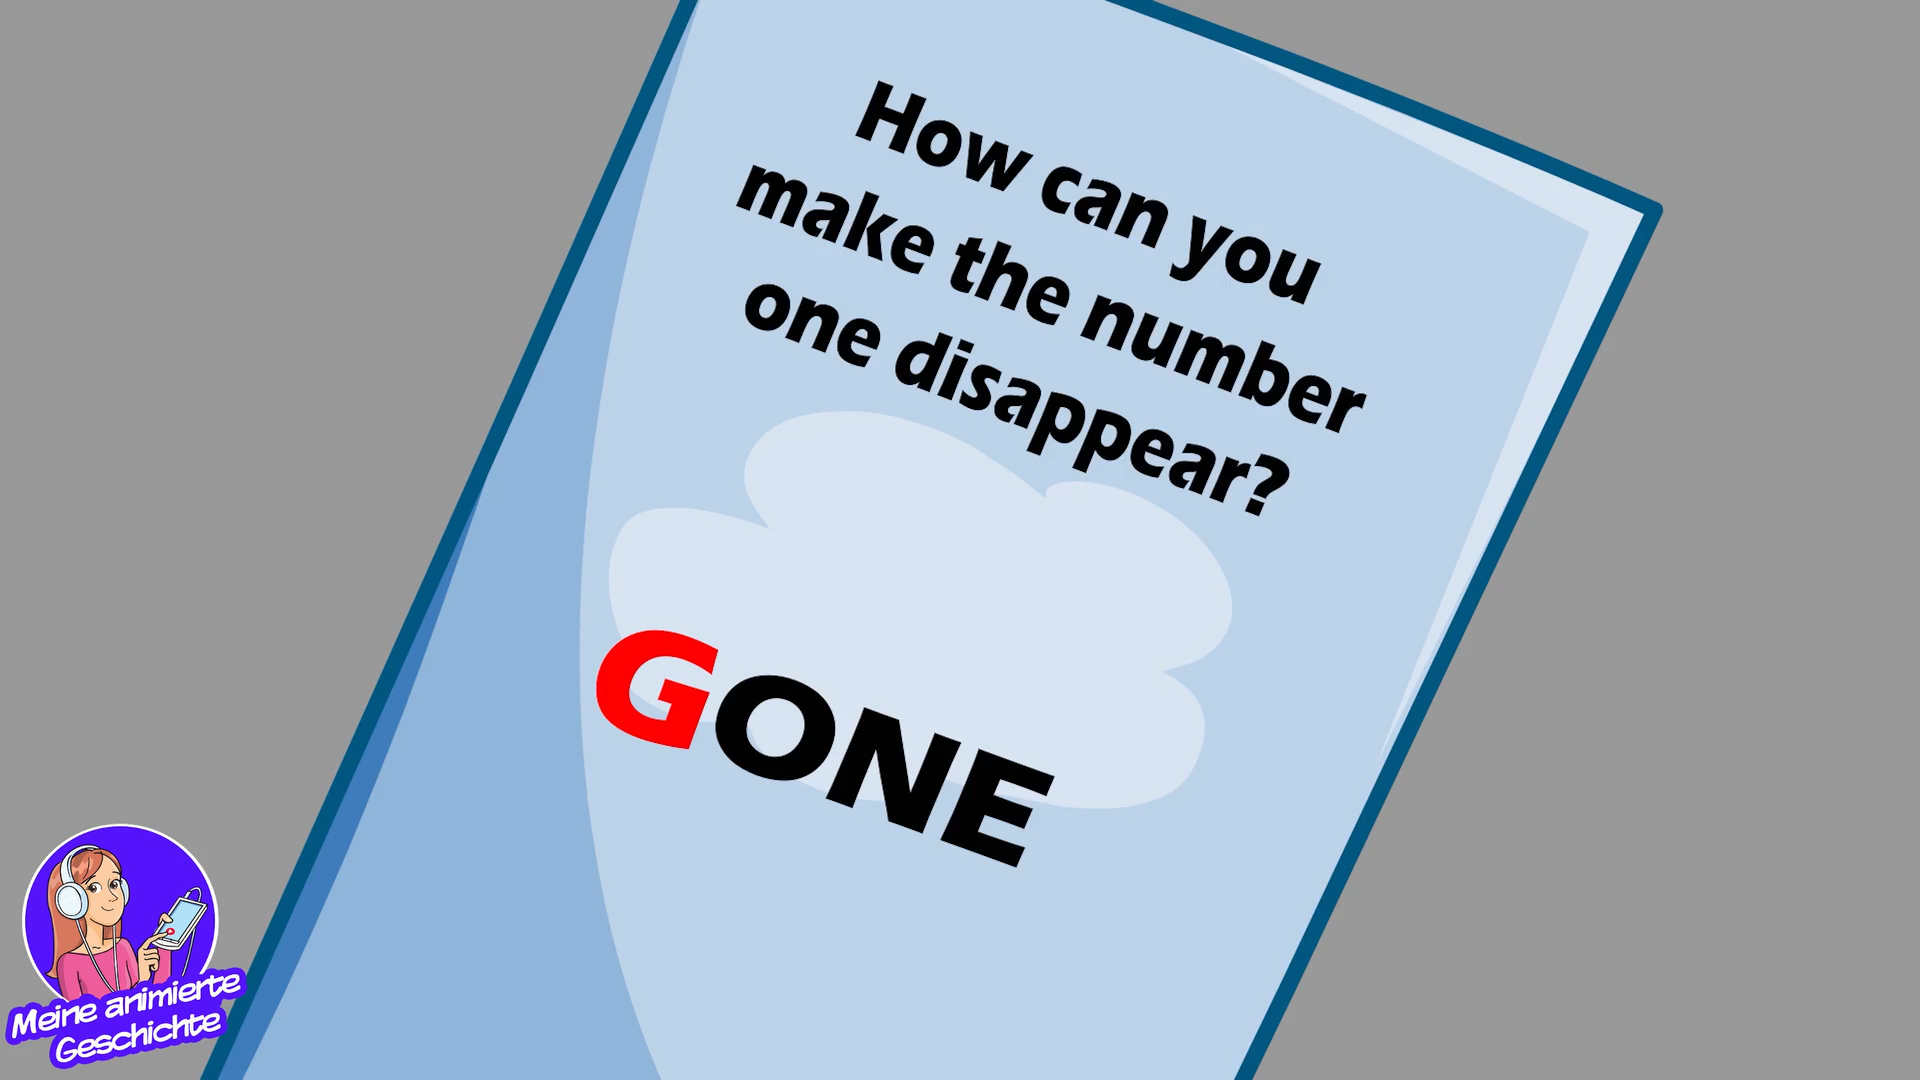 How can you
make the number
one disappear?
GONE
Meine animierte
Geschichte